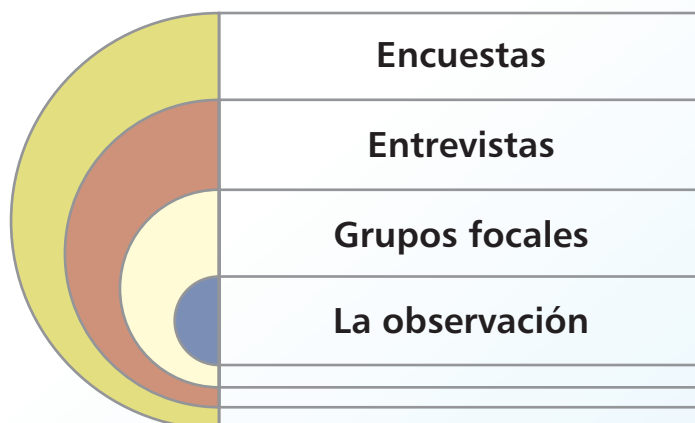 Encuestas
Entrevistas
Grupos focales
La observación